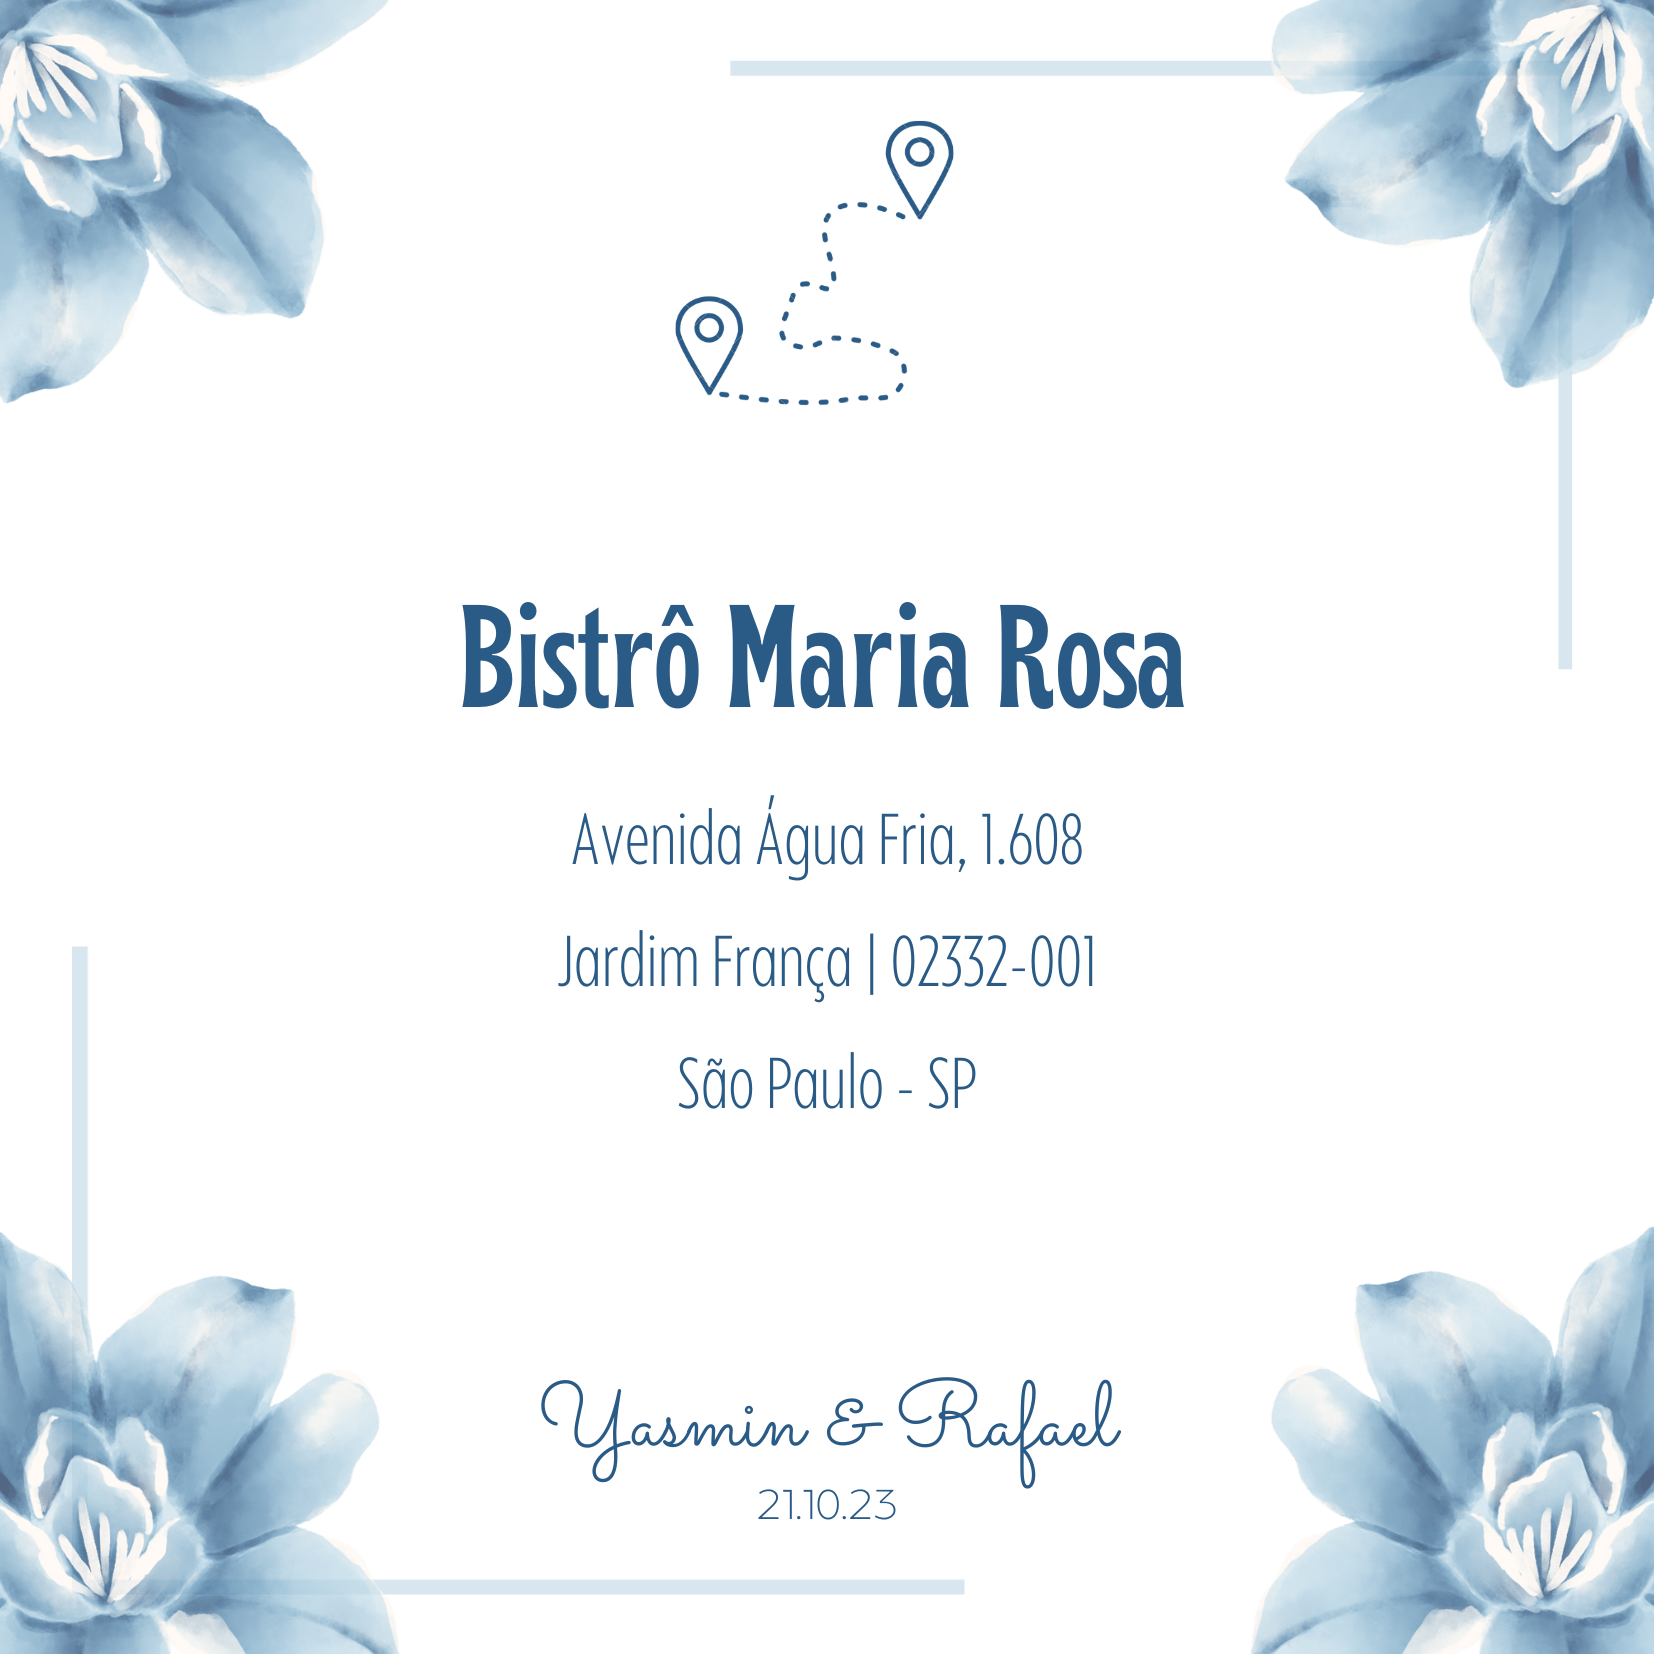 Bistrô Maria Rosa
Avenida Água Fria, 1.608
Jardim França | 02332-001
São Paulo - SP
Yasmin & Rafael
21.10.23